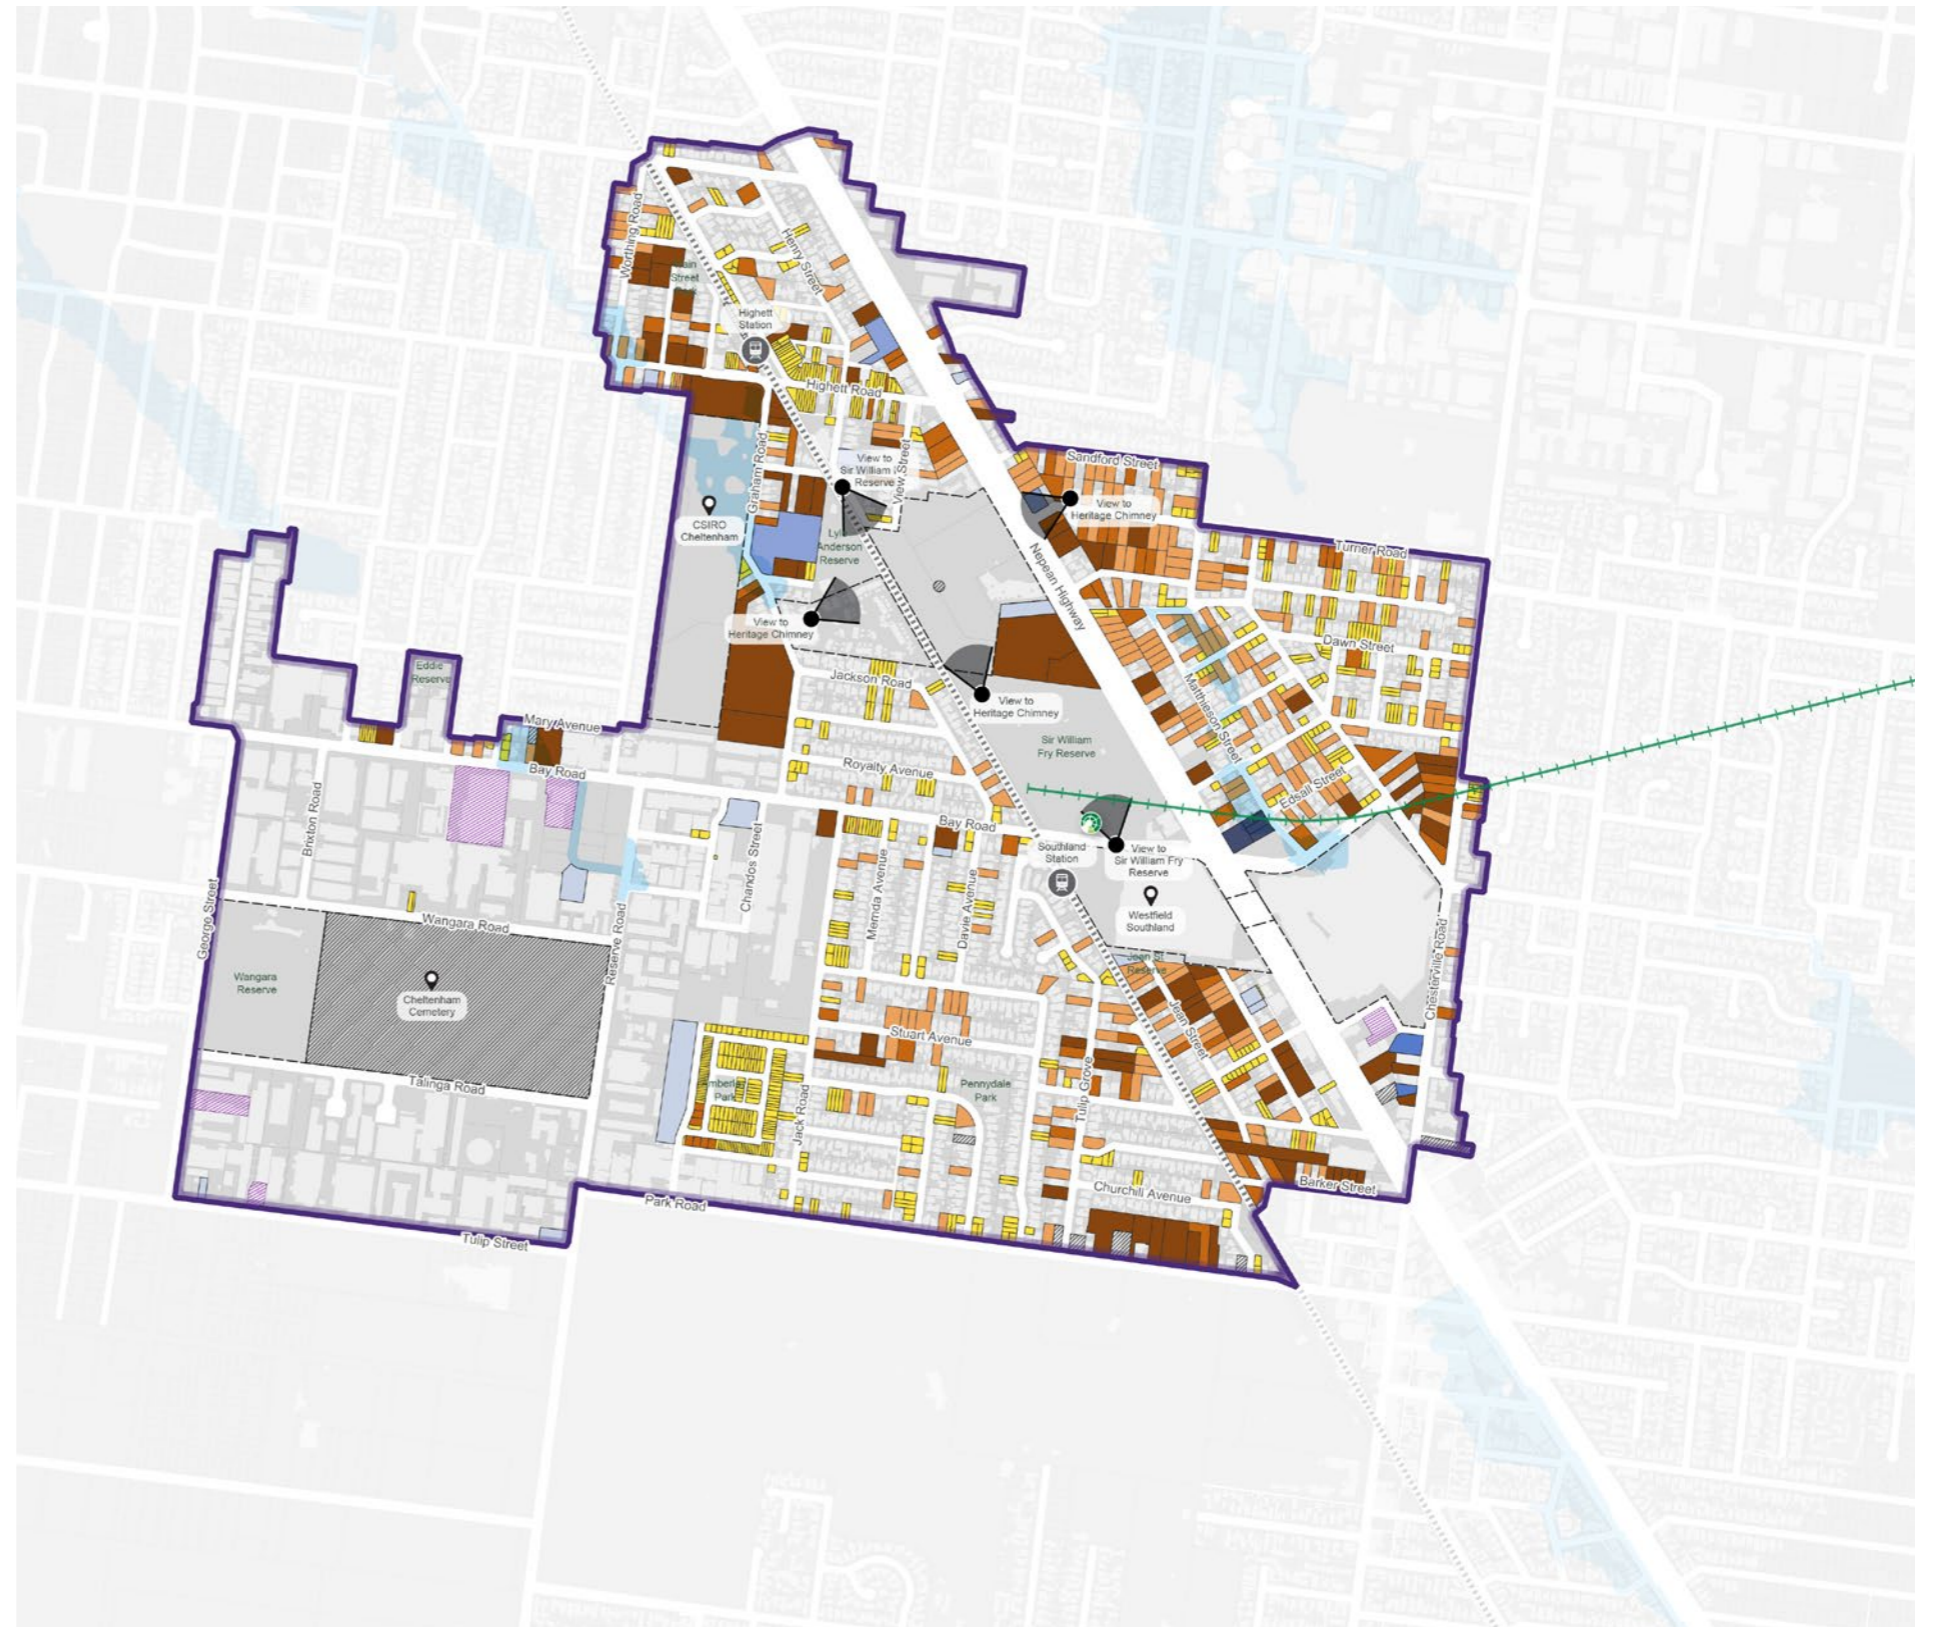 Worthing Road
Henry Street
Street
Highett
Station
Highett Road
Graham Road
View Street
View to
Sir William
Reserve
CSIRO
Cheltenham
Anderson
Reserve
View to
Heritage Chimney
Sandford Street
View to
Heritage Chimney
Nepean Highway
Turner Road
Dawn Street
Matthieson Street
Edsall Street
Jackson Road
View to
Heritage Chimney
Sir William
Fry Reserve
Eddie
Reserve
Mary Avenue
Bay Road
Royalty Avenue
Bay Road
Brixton Road
Chandos Street
Memda Avenue
Davie Avenue
Southland
Station
View to
Sir William Fry
Reserve
Westfield
Southland
George Street
Wangara Road
Reserve Road
Wangara
Reserve
Cheltenham
Cemetery
Jean St
Reserve
Chesterville Road
Jean Street
Stuart Avenue
Talinga Road
Park
Pennydale
Park
Jack Road
Tulip Grove
Churchill Avenue
Barker Street
Park Road
Tulip Street